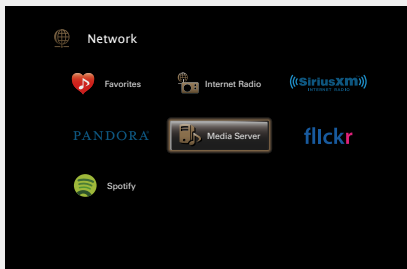 Network
Favorites
Internet Radio
((SiriusXM))
INTERNET RADIO
PANDORA
Media Server
flickr
Spotify